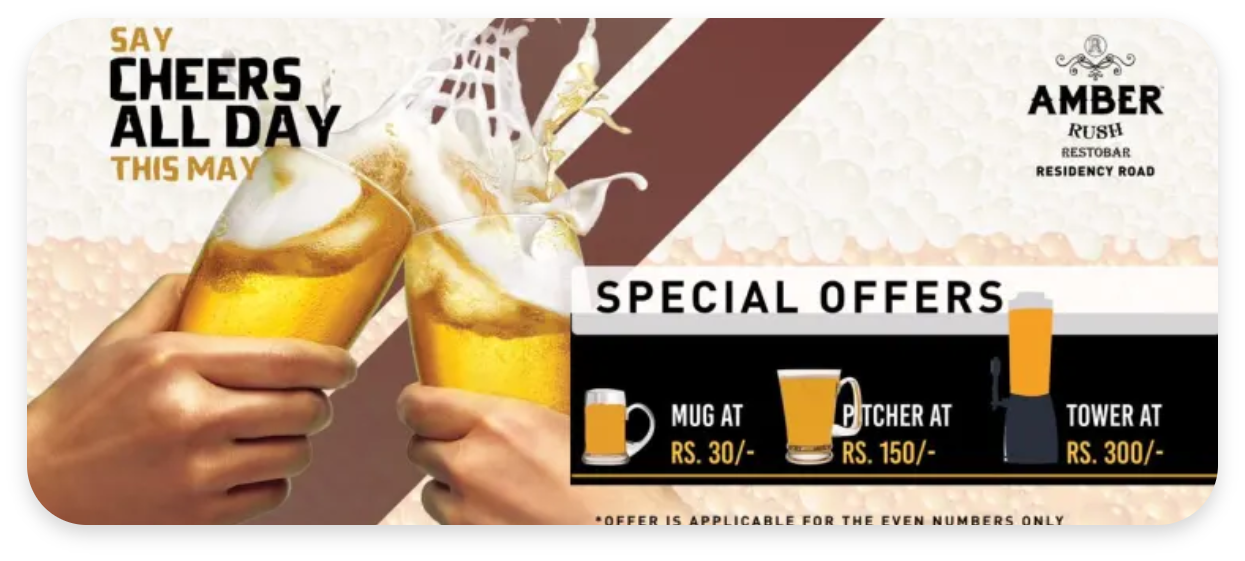 SAY
CHEERS
ALL DAY
THIS MAY
A
AMBER
RUSH
RESTOBAR
RESIDENCY ROAD
SPECIAL OFFERS
MUG AT
RS. 30/-
PITCHER AT
RS. 150/-
TOWER AT
RS. 300/-
*OFFER IS APPLICABLE FOR THE EVEN NUMBERS ONLY